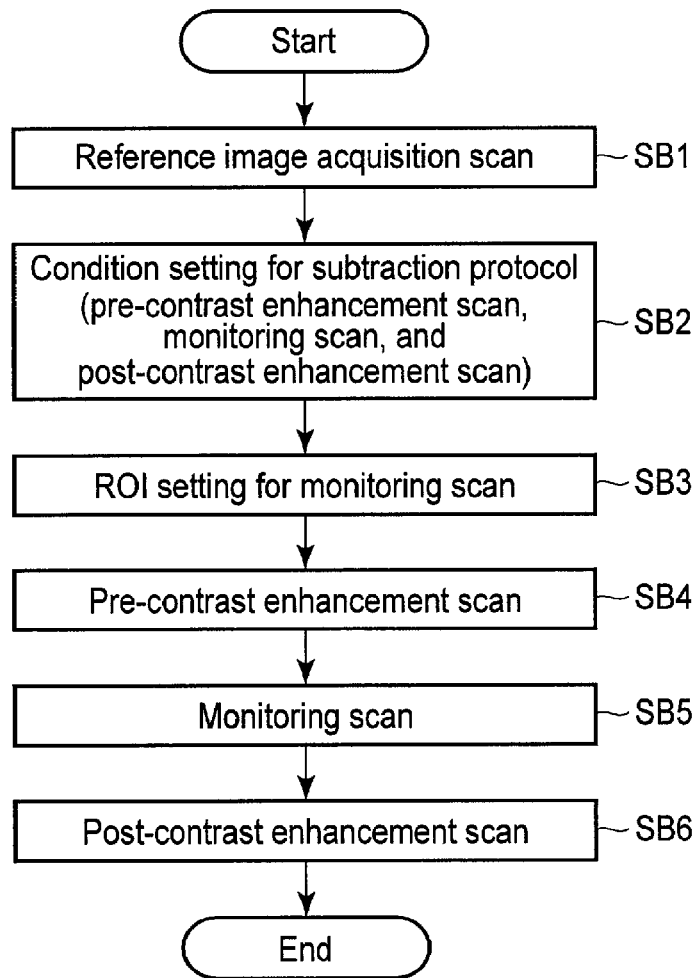 Start
Reference image acquisition scan
SB1
Condition setting for subtraction protocol
(pre-contrast enhancement scan,
monitoring scan, and
post-contrast enhancement scan)
SB2
ROI setting for monitoring scan
SB3
Pre-contrast enhancement scan
SB4
Monitoring scan
SB5
Post-contrast enhancement scan
SB6
End